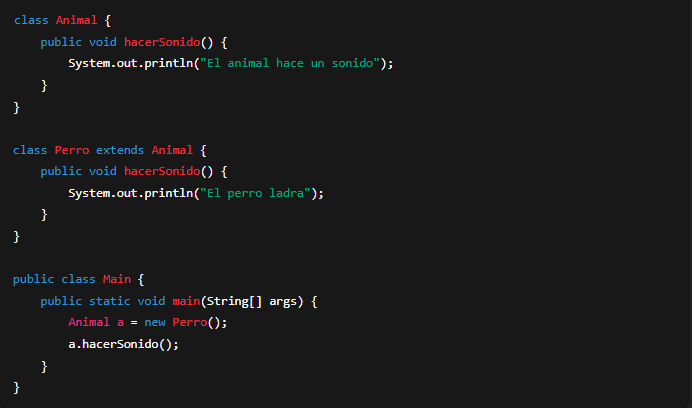 class Animal {
    public void hacerSonido() {
        System.out.println("El animal hace un sonido");
    }
}

class Perro extends Animal {
    public void hacerSonido() {
        System.out.println("El perro ladra");
    }
}

public class Main {
    public static void main(String[] args) {
        Animal a = new Perro();
        a.hacerSonido();
    }
}